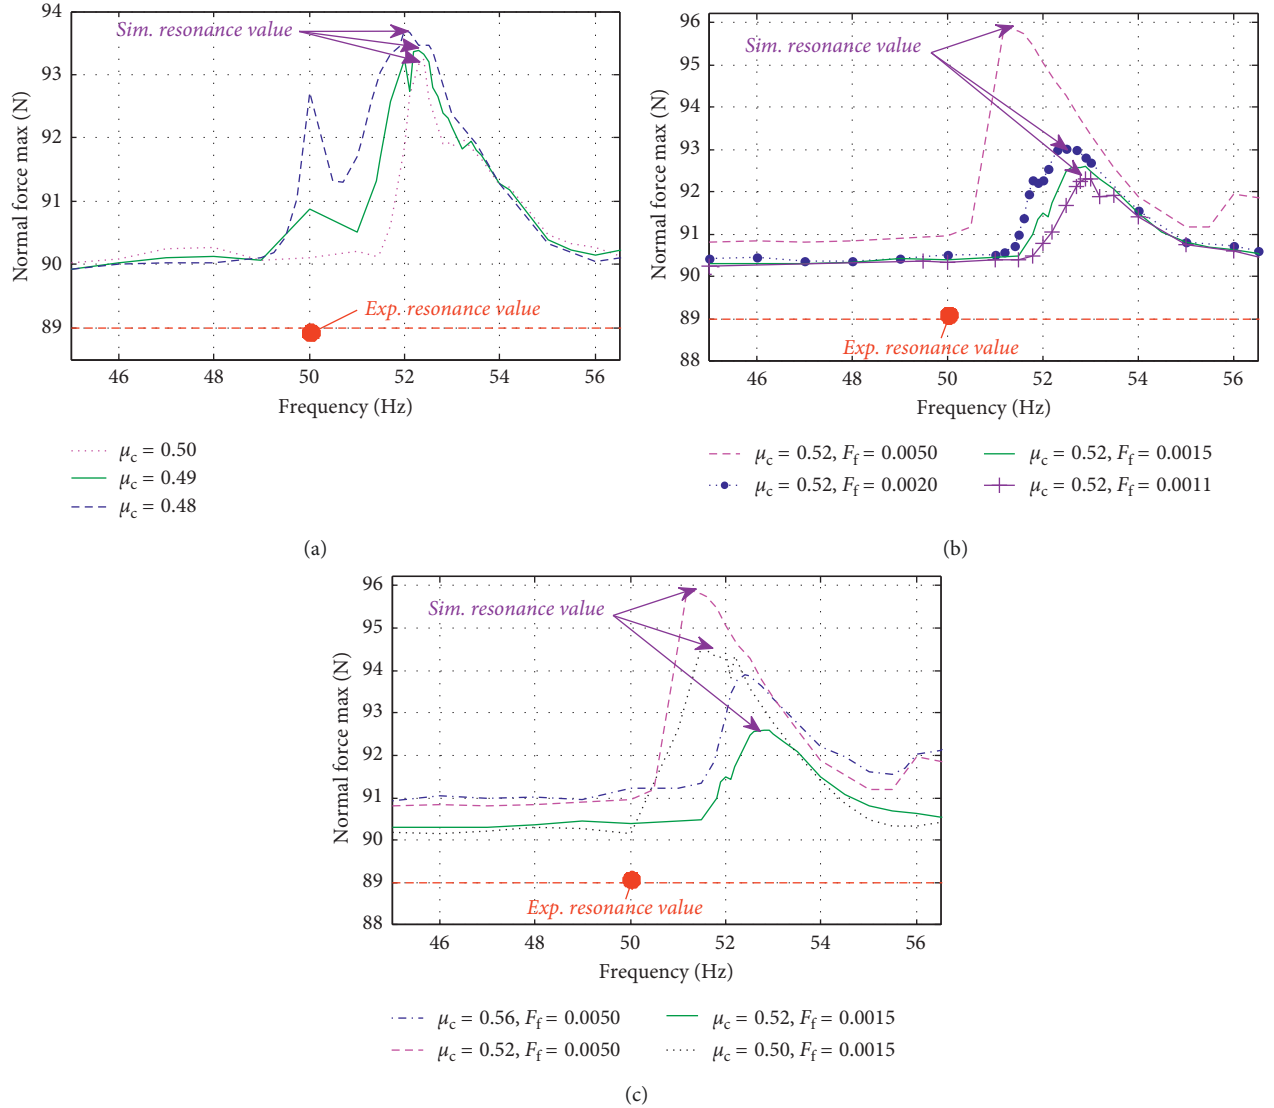 94
93
92
91
90
89
Normal force max (N)
Sim. resonance value
Exp. resonance value
46 48 50 52 54 56
Frequency (Hz)
μc = 0.50
μc = 0.49
μc = 0.48
(a)
96
95
94
93
92
91
90
89
88
Normal force max (N)
Sim. resonance value
Exp. resonance value
46 48 50 52 54 56
Frequency (Hz)
μc = 0.52, Ff = 0.0050
μc = 0.52, Ff = 0.0020
μc = 0.52, Ff = 0.0015
μc = 0.52, Ff = 0.0011
(b)
96
95
94
93
92
91
90
89
88
Normal force max (N)
Sim. resonance value
Exp. resonance value
46 48 50 52 54 56
Frequency (Hz)
μc = 0.56, Ff = 0.0050
μc = 0.52, Ff = 0.0050
μc = 0.52, Ff = 0.0015
μc = 0.50, Ff = 0.0015
(c)